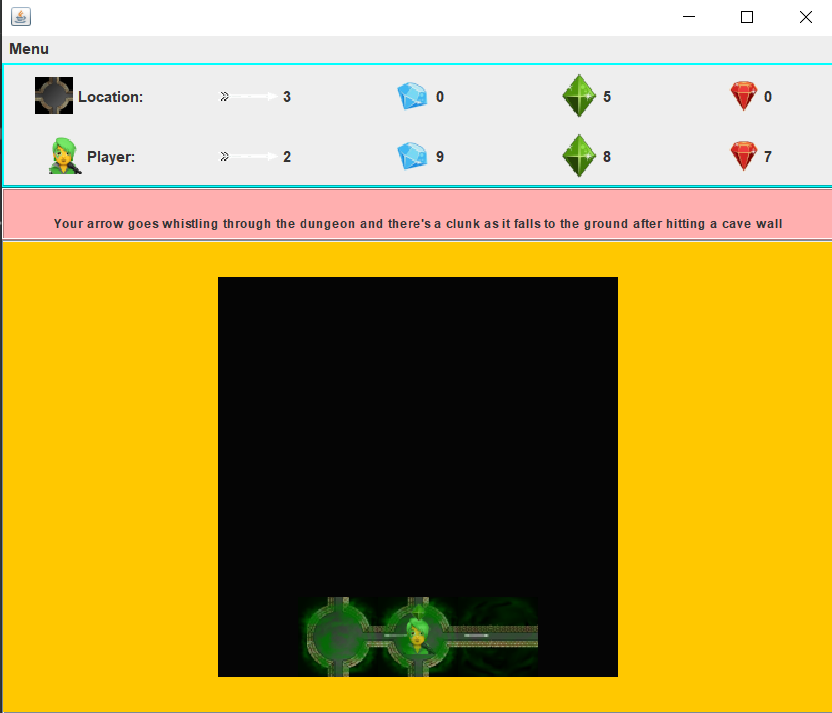 Menu
Location: 3 0 5 0
Player: 2 9 8 7
Your arrow goes whistling through the dungeon and there's a clunk as it falls to the ground after hitting a cave wall